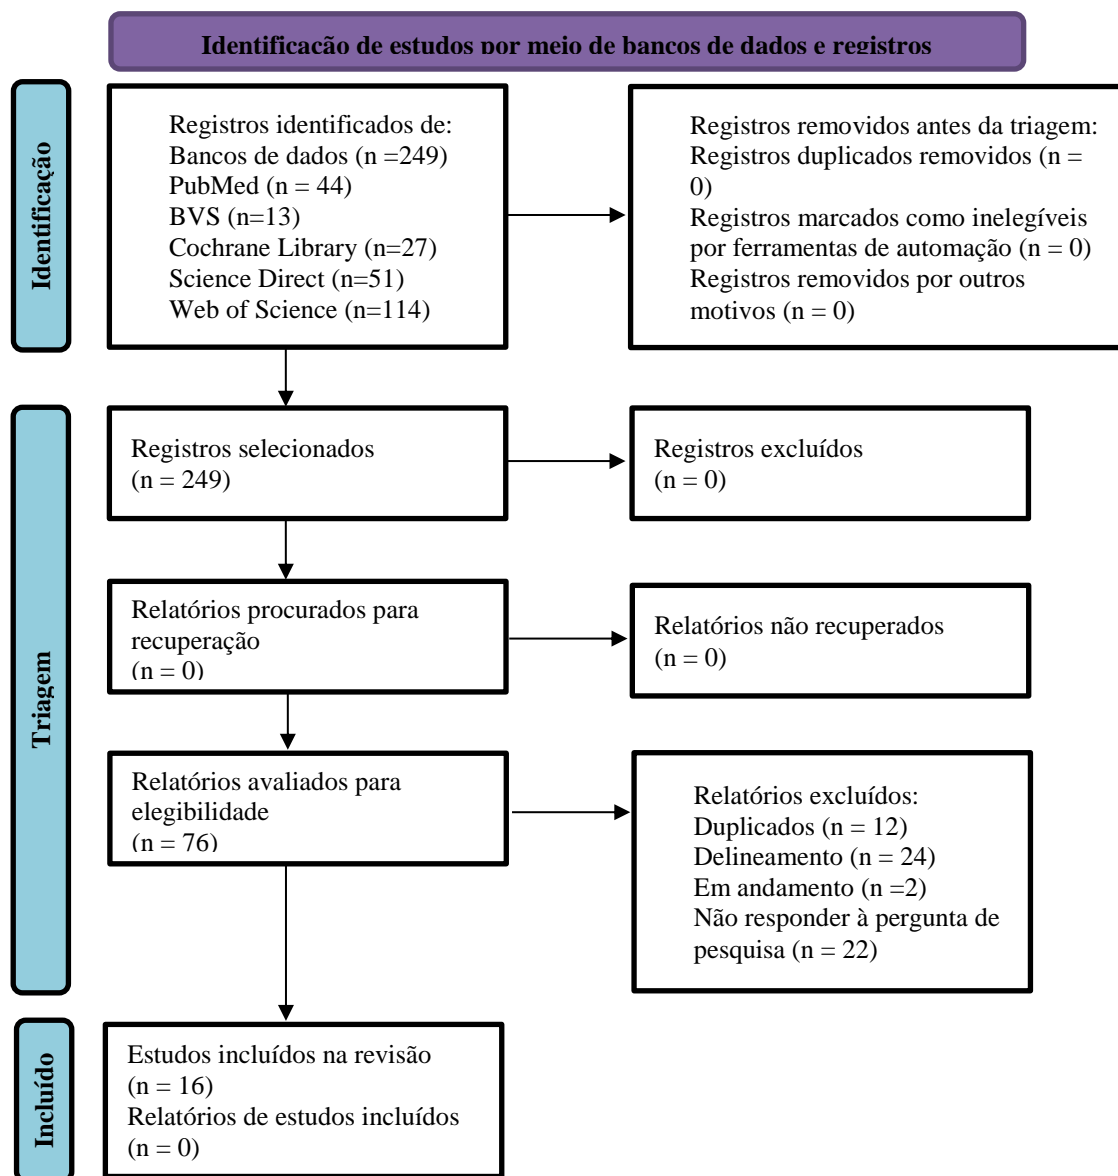 Identificação de estudos por meio de bancos de dados e registros
Identificação
Registros identificados de:
Bancos de dados (n =249)
PubMed (n = 44)
BVS (n=13)
Cochrane Library (n=27)
Science Direct (n=51)
Web of Science (n=114)
Registros removidos antes da triagem:
Registros duplicados removidos (n =
0)
Registros marcados como inelegíveis
por ferramentas de automação (n = 0)
Registros removidos por outros
motivos (n = 0)
Triagem
Registros selecionados
(n = 249)
Registros excluídos
(n = 0)
Relatórios procurados para
recuperação
(n = 0)
Relatórios não recuperados
(n = 0)
Relatórios avaliados para
elegibilidade
(n = 76)
Relatórios excluídos:
Duplicados (n = 12)
Delineamento (n = 24)
Em andamento (n =2)
Não responder à pergunta de
pesquisa (n = 22)
Incluído
Estudos incluídos na revisão
(n = 16)
Relatórios de estudos incluídos
(n = 0)